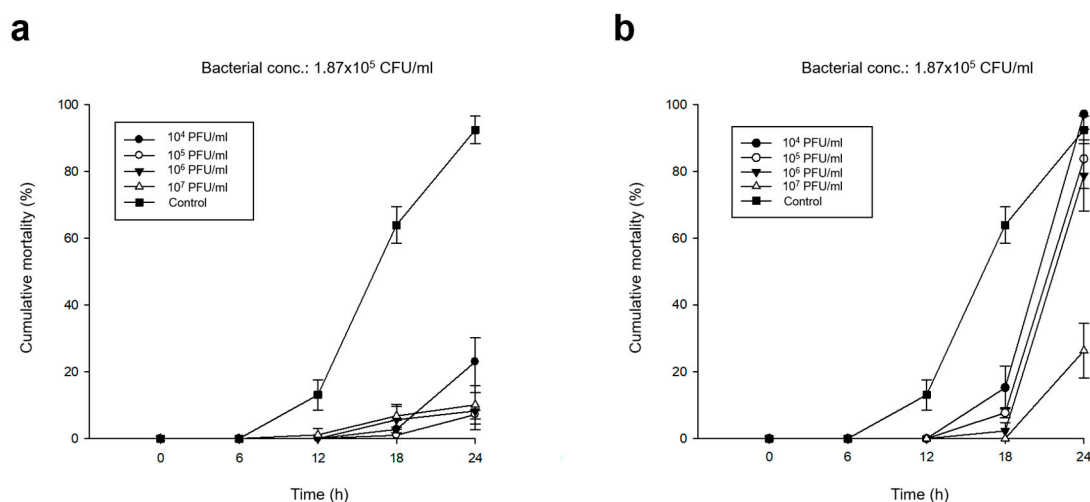 a
Bacterial conc.: 1.87x10⁵ CFU/ml
100
80
60
40
20
0
Cumulative mortality (%)
10⁴ PFU/ml
10⁵ PFU/ml
10⁶ PFU/ml
10⁷ PFU/ml
Control
0 6 12 18 24
Time (h)
b
Bacterial conc.: 1.87x10⁵ CFU/ml
100
80
60
40
20
0
Cumulative mortality (%)
10⁴ PFU/ml
10⁵ PFU/ml
10⁶ PFU/ml
10⁷ PFU/ml
Control
0 6 12 18 24
Time (h)